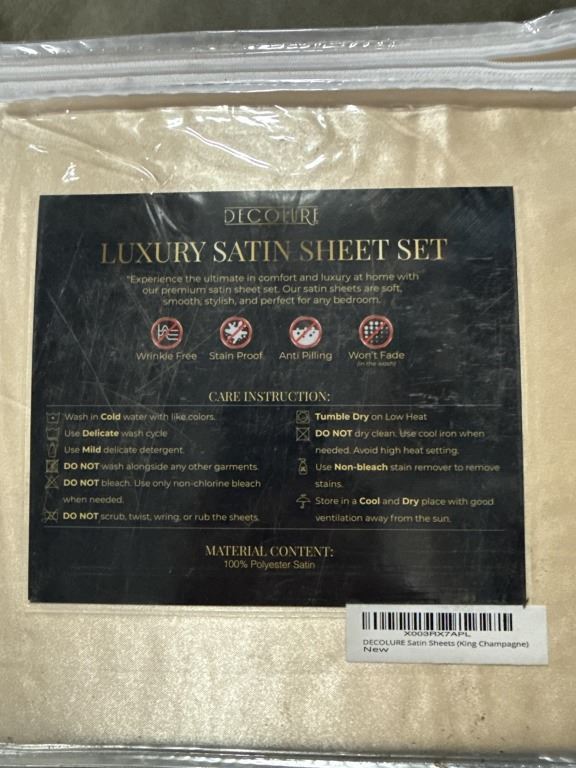 DECOLURE
LUXURY SATIN SHEET SET
"Experience the ultimate in comfort and luxury at home with
our premium satin sheet set. Our satin sheets are soft,
smooth, stylish, and perfect for any bedroom.
Wrinkle Free
Stain Proof
Anti Pilling
Won't Fade
(in the wash)
CARE INSTRUCTION:
Wash in Cold water with like colors.
Use Delicate wash cycle
Use Mild delicate detergent.
DO NOT wash alongside any other garments.
DO NOT bleach. Use only non-chlorine bleach
when needed.
DO NOT scrub, twist, wring, or rub the sheets.
Tumble Dry on Low Heat
DO NOT dry clean. Use cool iron when
needed. Avoid high heat setting.
Use Non-bleach stain remover to remove
stains.
Store in a Cool and Dry place with good
ventilation away from the sun.
MATERIAL CONTENT:
100% Polyester Satin
X003RX7APL
DECOLURE Satin Sheets (King Champagne)
New